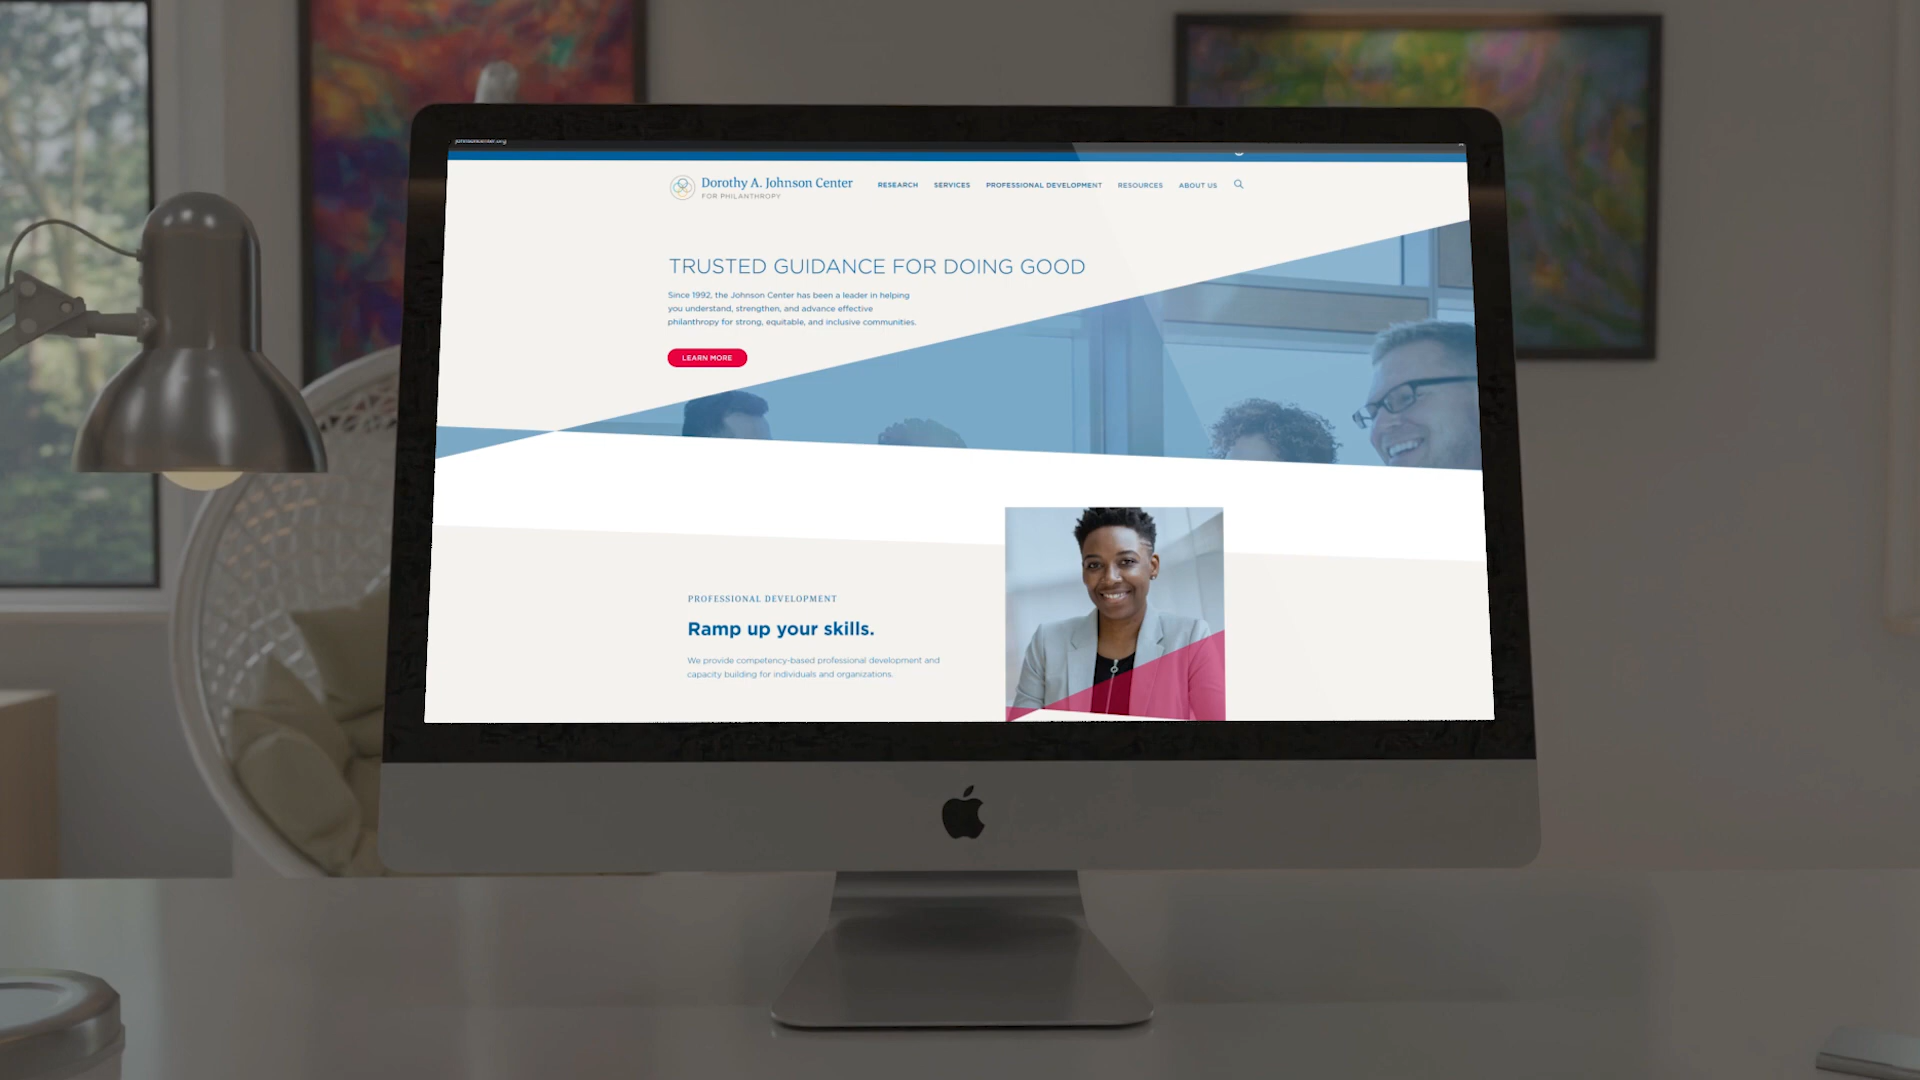 johnsoncenter.org
Dorothy A. Johnson Center
FOR PHILANTHROPY
RESEARCH
SERVICES
PROFESSIONAL DEVELOPMENT
RESOURCES
ABOUT US
TRUSTED GUIDANCE FOR DOING GOOD
Since 1992, the Johnson Center has been a leader in helping
you understand, strengthen, and advance effective
philanthropy for strong, equitable, and inclusive communities.
LEARN MORE
PROFESSIONAL DEVELOPMENT
Ramp up your skills.
We provide competency-based professional development and
capacity building for individuals and organizations.